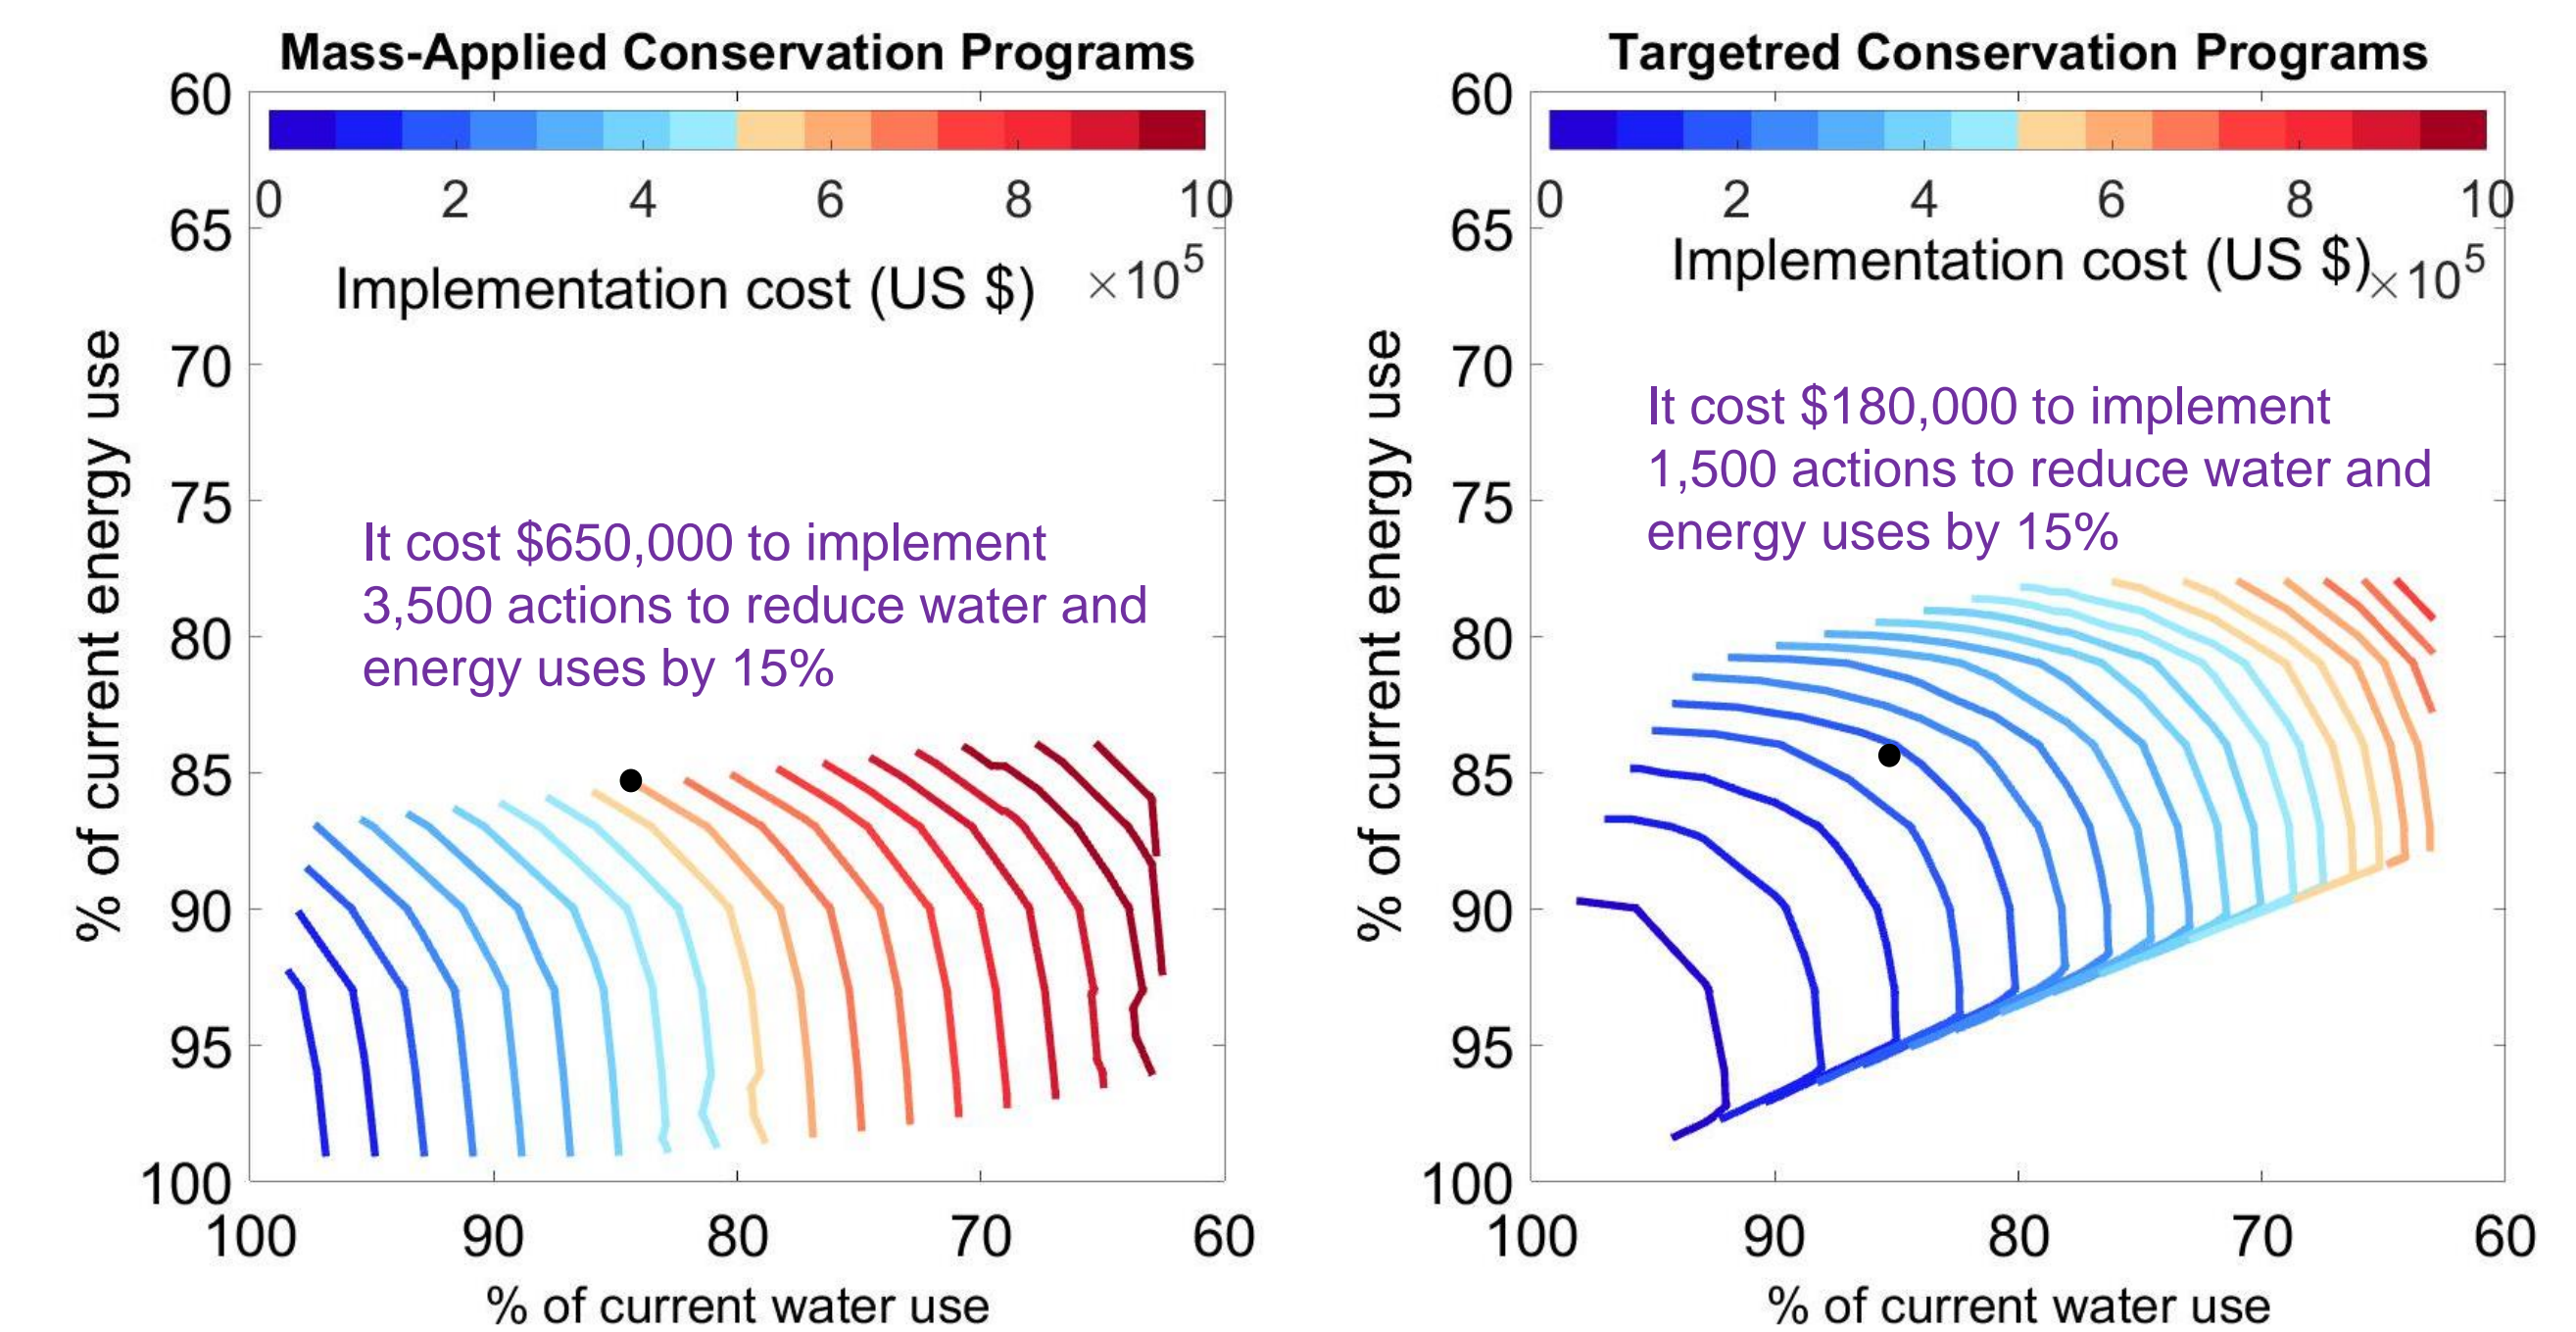 Mass-Applied Conservation Programs
60
65
70
75
80
85
90
95
100
0 2 4 6 8 10
Implementation cost (US $) ×10^5
It cost $650,000 to implement
3,500 actions to reduce water and
energy uses by 15%
% of current energy use
100 90 80 70 60
% of current water use
Targetred Conservation Programs
60
65
70
75
80
85
90
95
100
0 2 4 6 8 10
Implementation cost (US $) ×10^5
It cost $180,000 to implement
1,500 actions to reduce water and
energy uses by 15%
% of current energy use
100 90 80 70 60
% of current water use